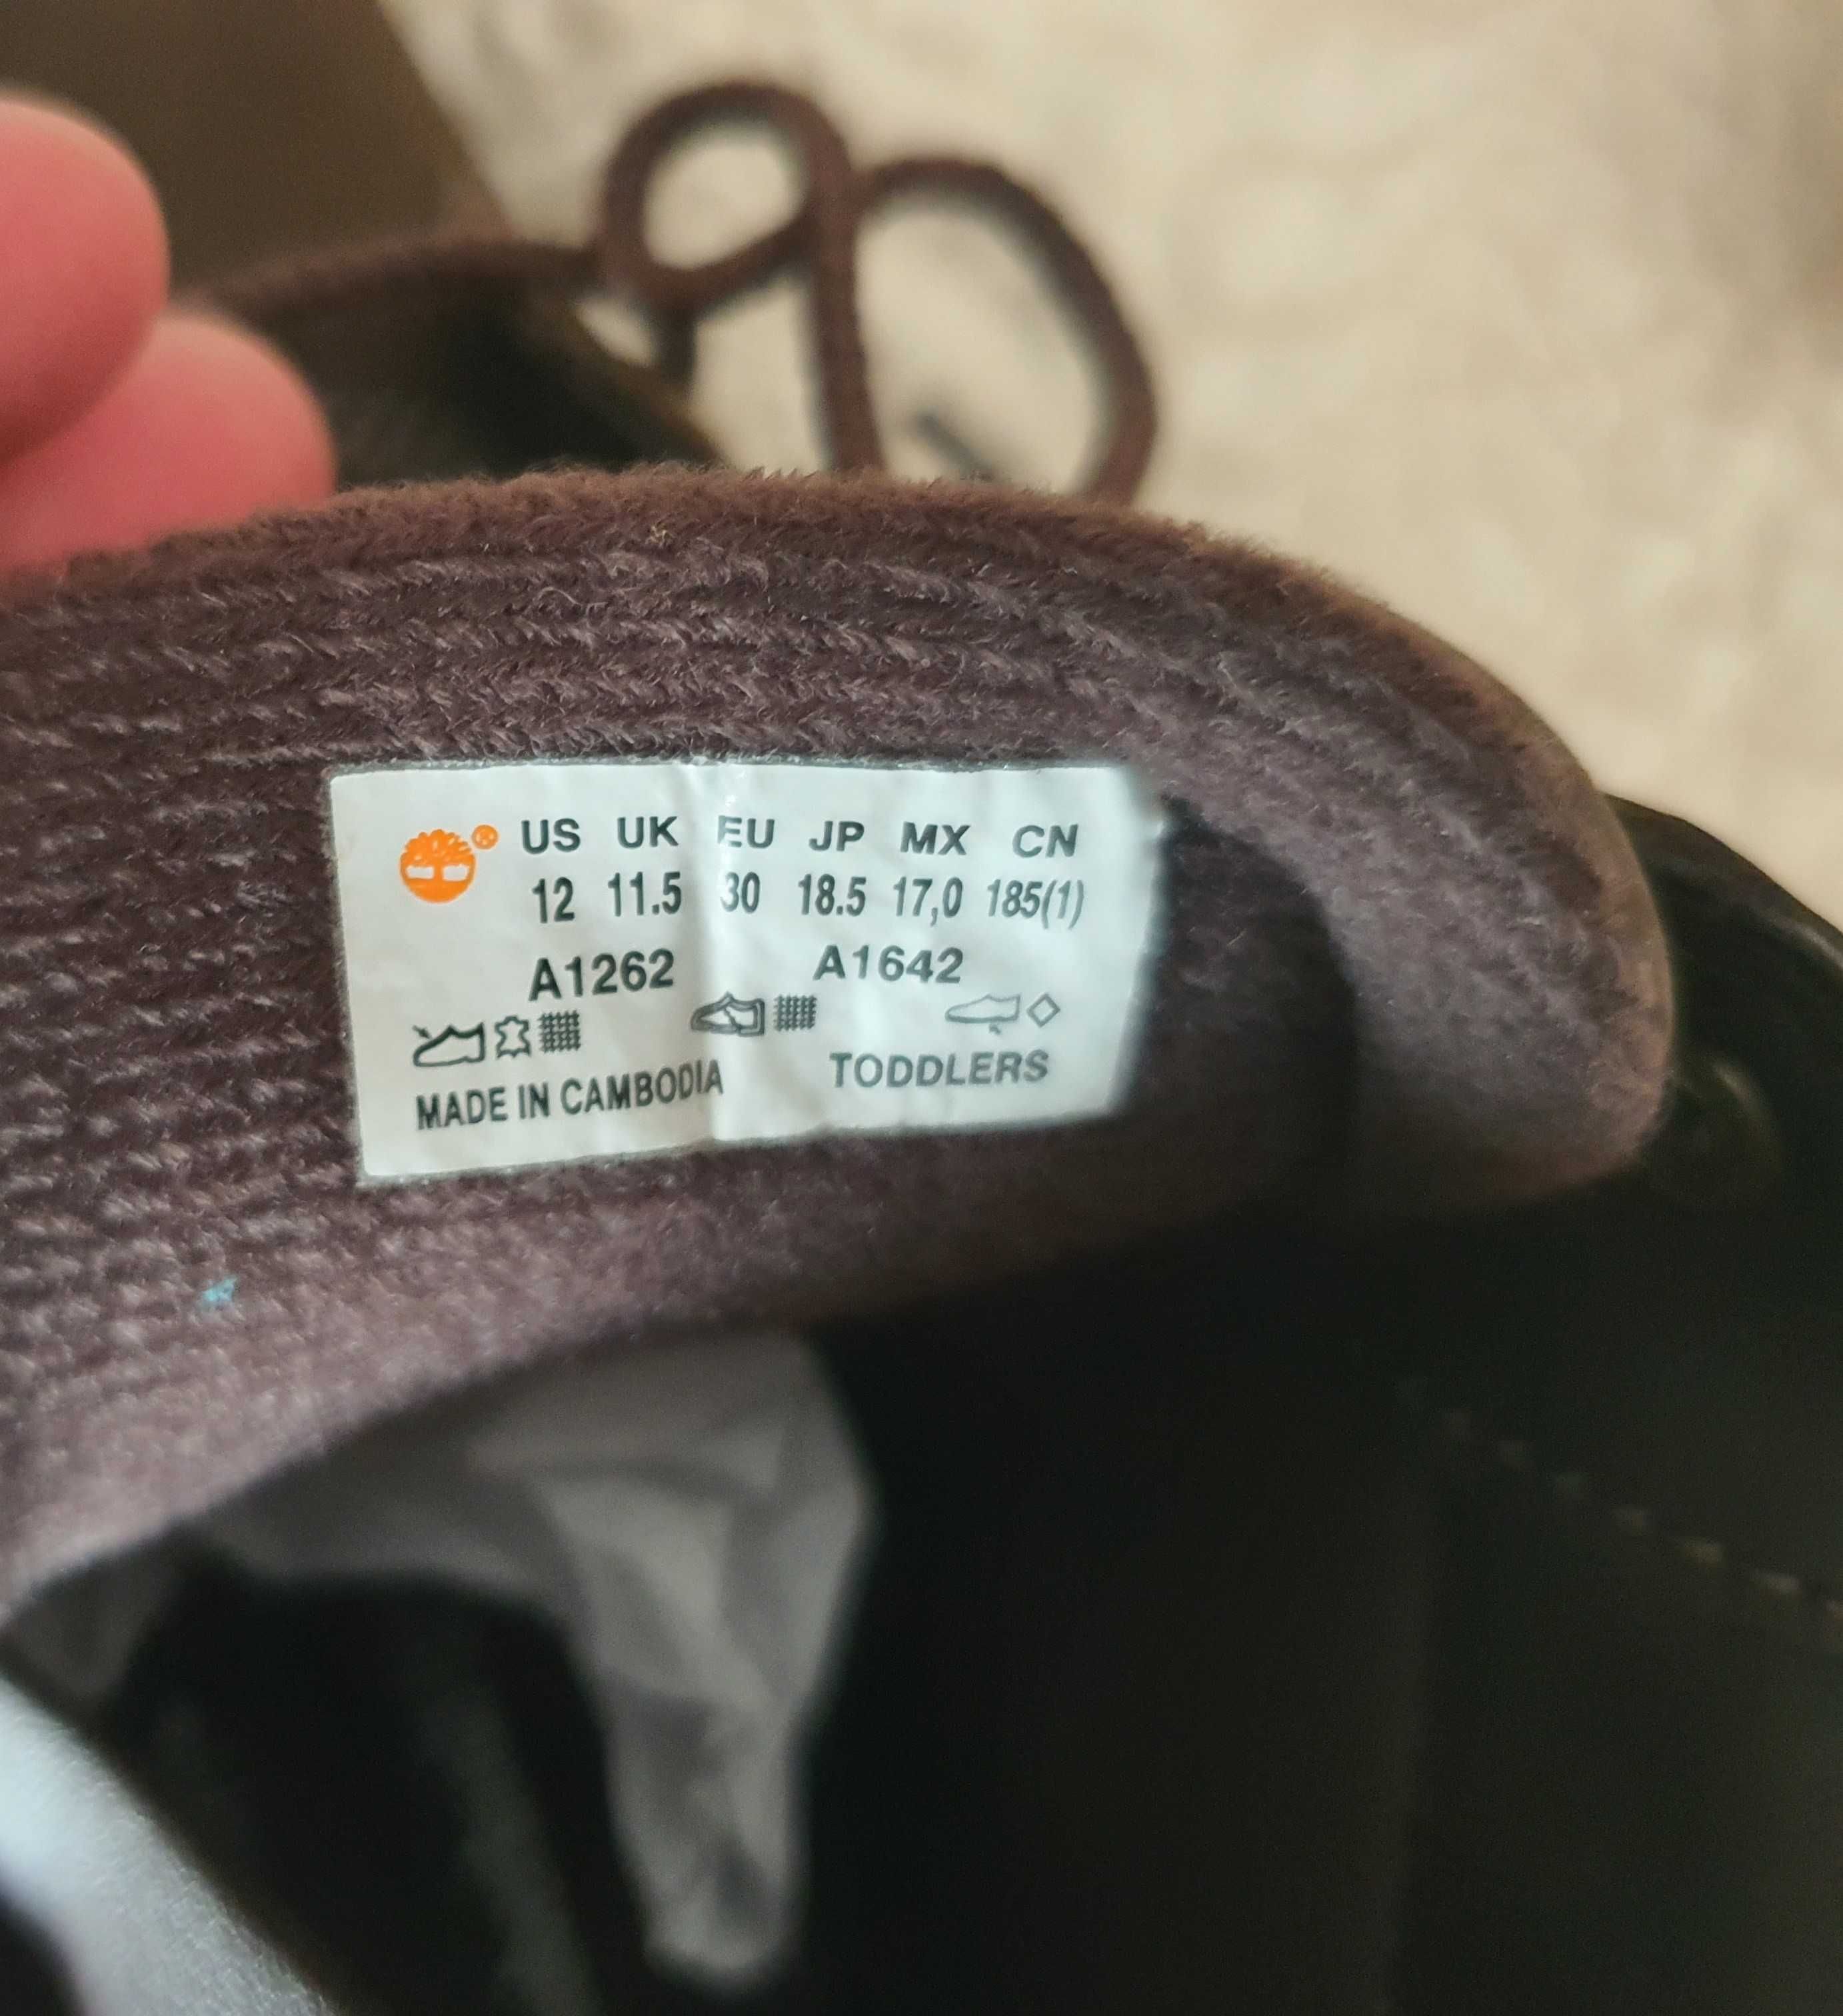 US UK EU JP MX CN
12 11.5 30 18.5 17,0 185(1)
A1262 A1642
MADE IN CAMBODIA TODDLERS